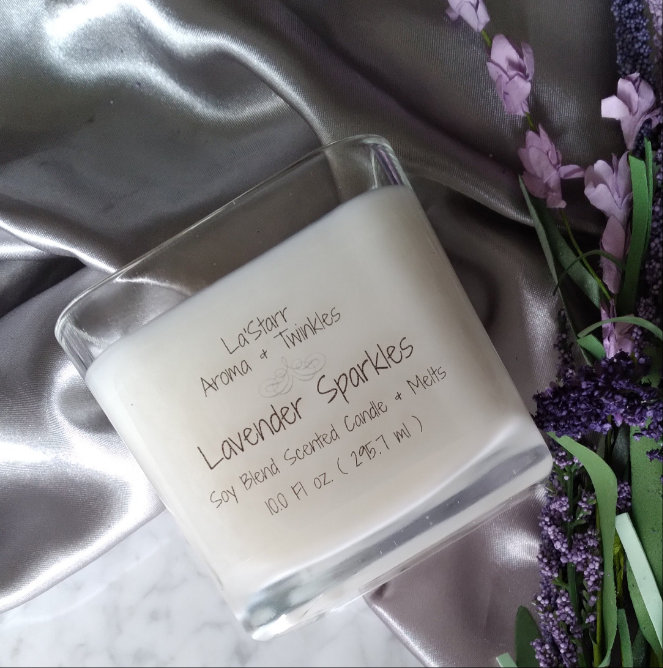 La'Starr
Aroma + Twinkles
Lavender Sparkles
Soy Blend Scented Candle + Melts
10.0 Fl oz. ( 295.7 ml )